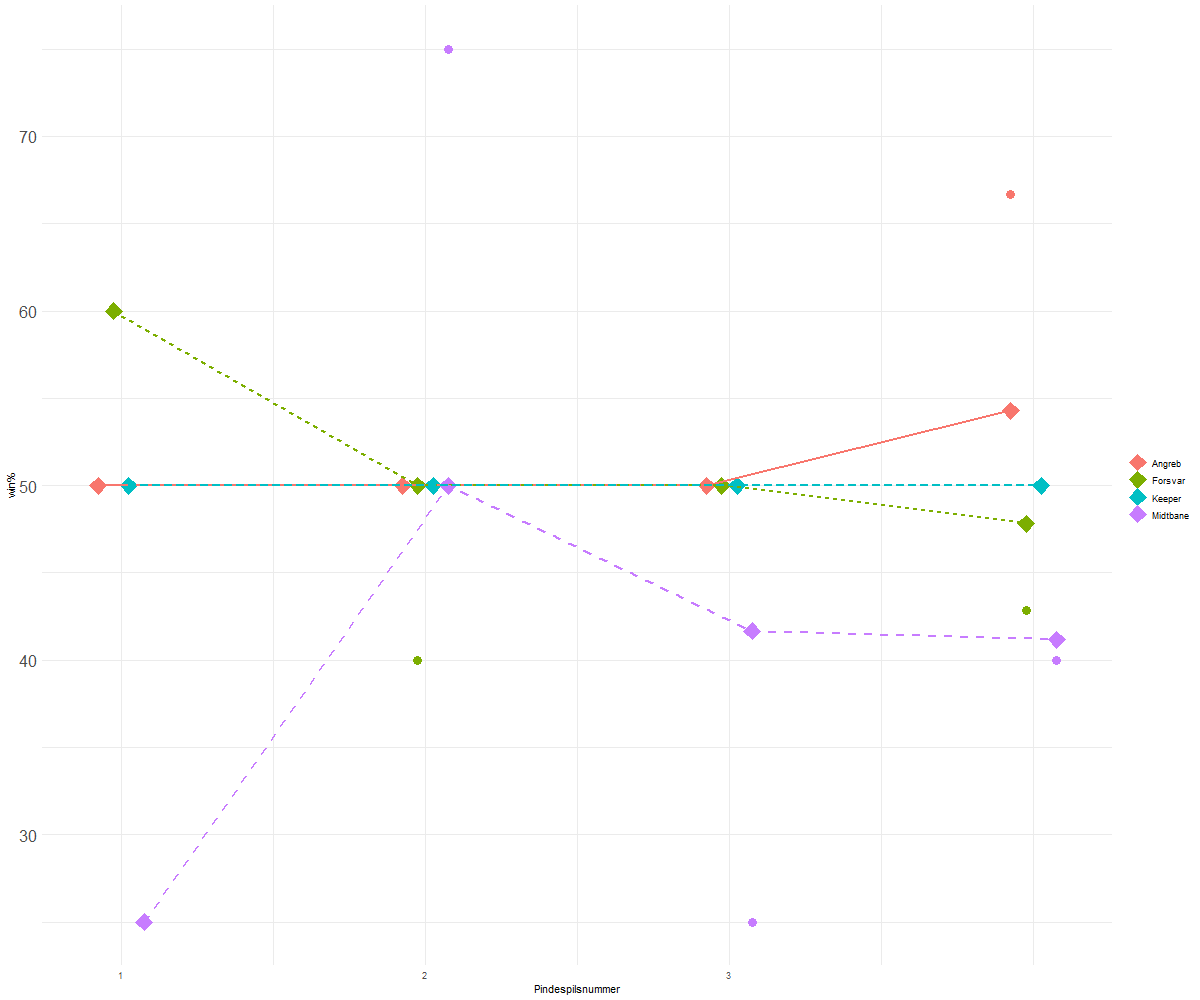 win%
70
60
50
40
30
1 2 3
Pindespilsnummer
Angreb
Forsvar
Keeper
Midtbane